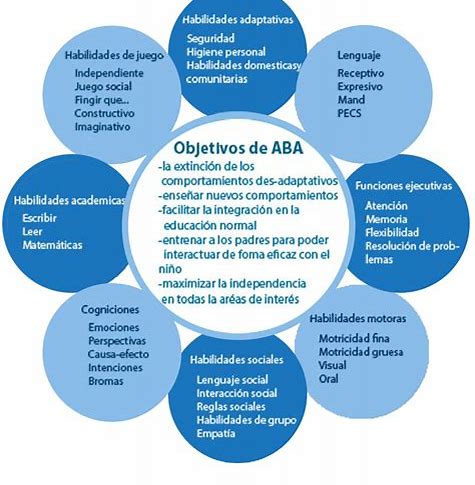 Habilidades adaptativas
Seguridad
Higiene personal
Habilidades domesticasy
comunitarias
Lenguaje
Receptivo
Expresivo
Mand
PECS
Funciones ejecutivas
Atención
Memoria
Flexibilidad
Resolución de prob-
lemas
Habilidades motoras
Motricidad fina
Motricidad gruesa
Visual
Oral
Habilidades sociales
Lenguaje social
Interacción social
Reglas sociales
Habilidades de grupo
Empatía
Cogniciones
Emociones
Perspectivas
Causa-efecto
Intenciones
Bromas
Habilidades academicas
Escribir
Leer
Matemáticas
Habilidades de juego
Independiente
Juego social
Fingir que...
Constructivo
Imaginativo
Objetivos de ABA
-la extinción de los
comportamientos des-adaptativos
-enseñar nuevos comportamientos
-facilitar la integración en la
educación normal
-entrenar a los padres para poder
interactuar de foma eficaz con el
niño
-maximizar la independencia
en todas la aréas de interés